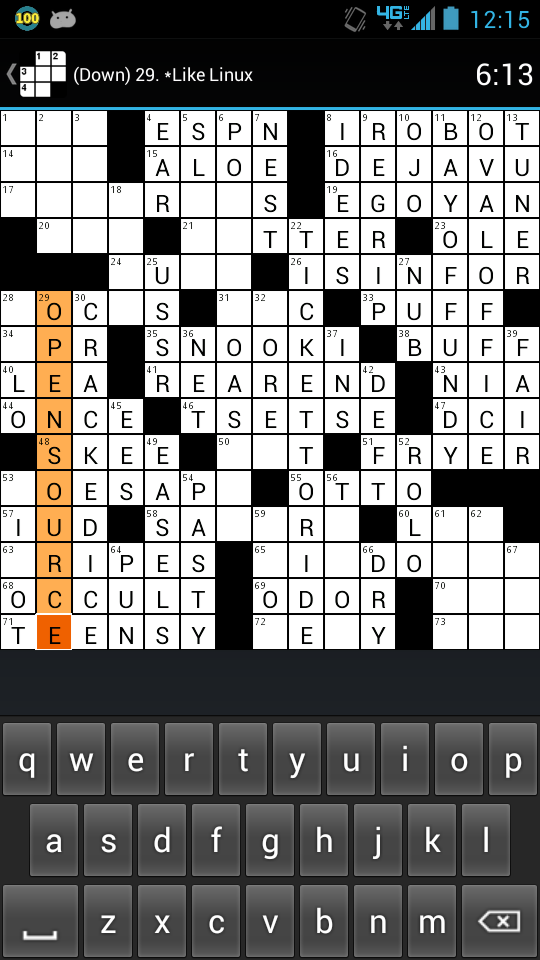 100 4G LTE 12:15
(Down) 29. *Like Linux 6:13
1 2 3 4 E 5 S 6 P 7 N 8 I 9 R 10 O 11 B 12 O 13 T
14 15 A L O E 16 D E J A V U
17 18 R S 19 E G O Y A N
20 21 T 22 T E R 23 O L E
24 25 U 26 I S I 27 N F O R
28 29 O 30 C S 31 32 C 33 P U F F
34 P R 35 S 36 N O O K 37 I 38 B U F 39 F
40 L E A 41 R E A R E N 42 D 43 N I A
44 O N C 45 E 46 T S E T S E 47 D C I
48 S K E 49 E 50 T 51 F 52 R Y E R
53 O E S A 54 P 55 O 56 T T O
57 I U D 58 S A 59 R 60 L 61 62
63 R I 64 P E S 65 I 66 D O 67
68 O C C U L T 69 O D O R 70
71 T E E N S Y 72 E Y 73
q w e r t y u i o p
a s d f g h j k l
z x c v b n m